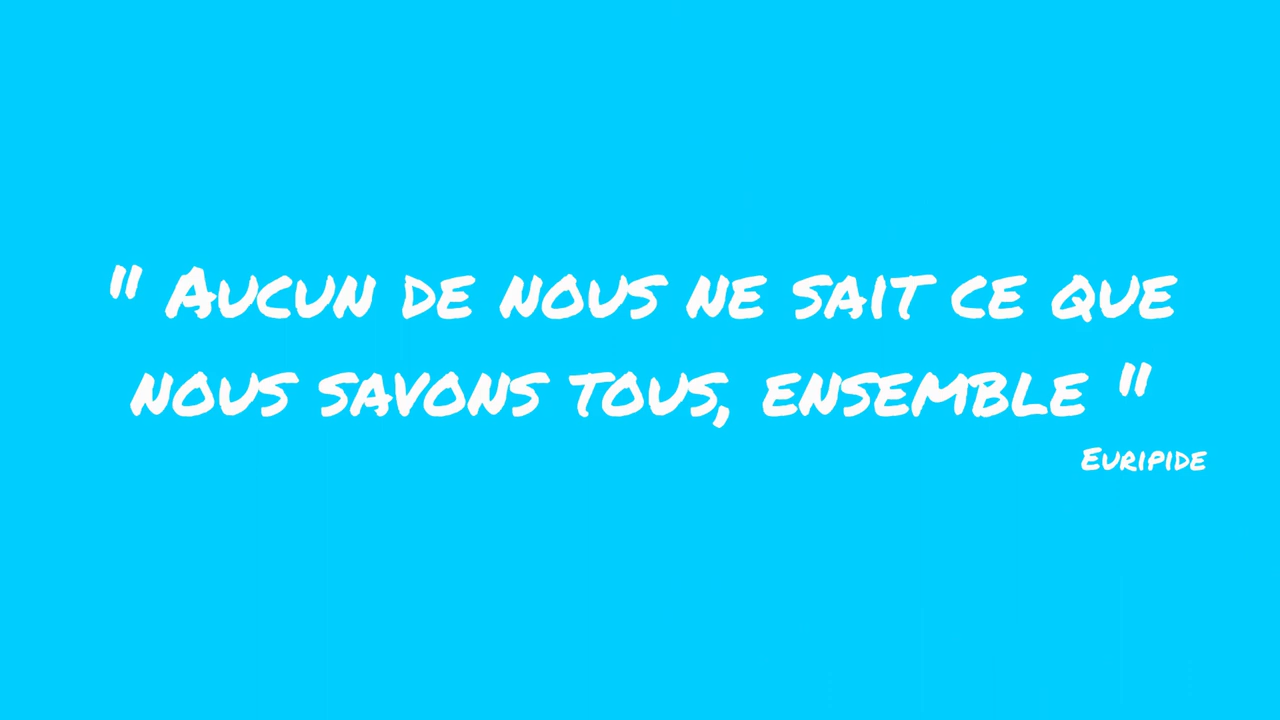 " Aucun de nous ne sait ce que
nous savons tous, ensemble "
Euripide